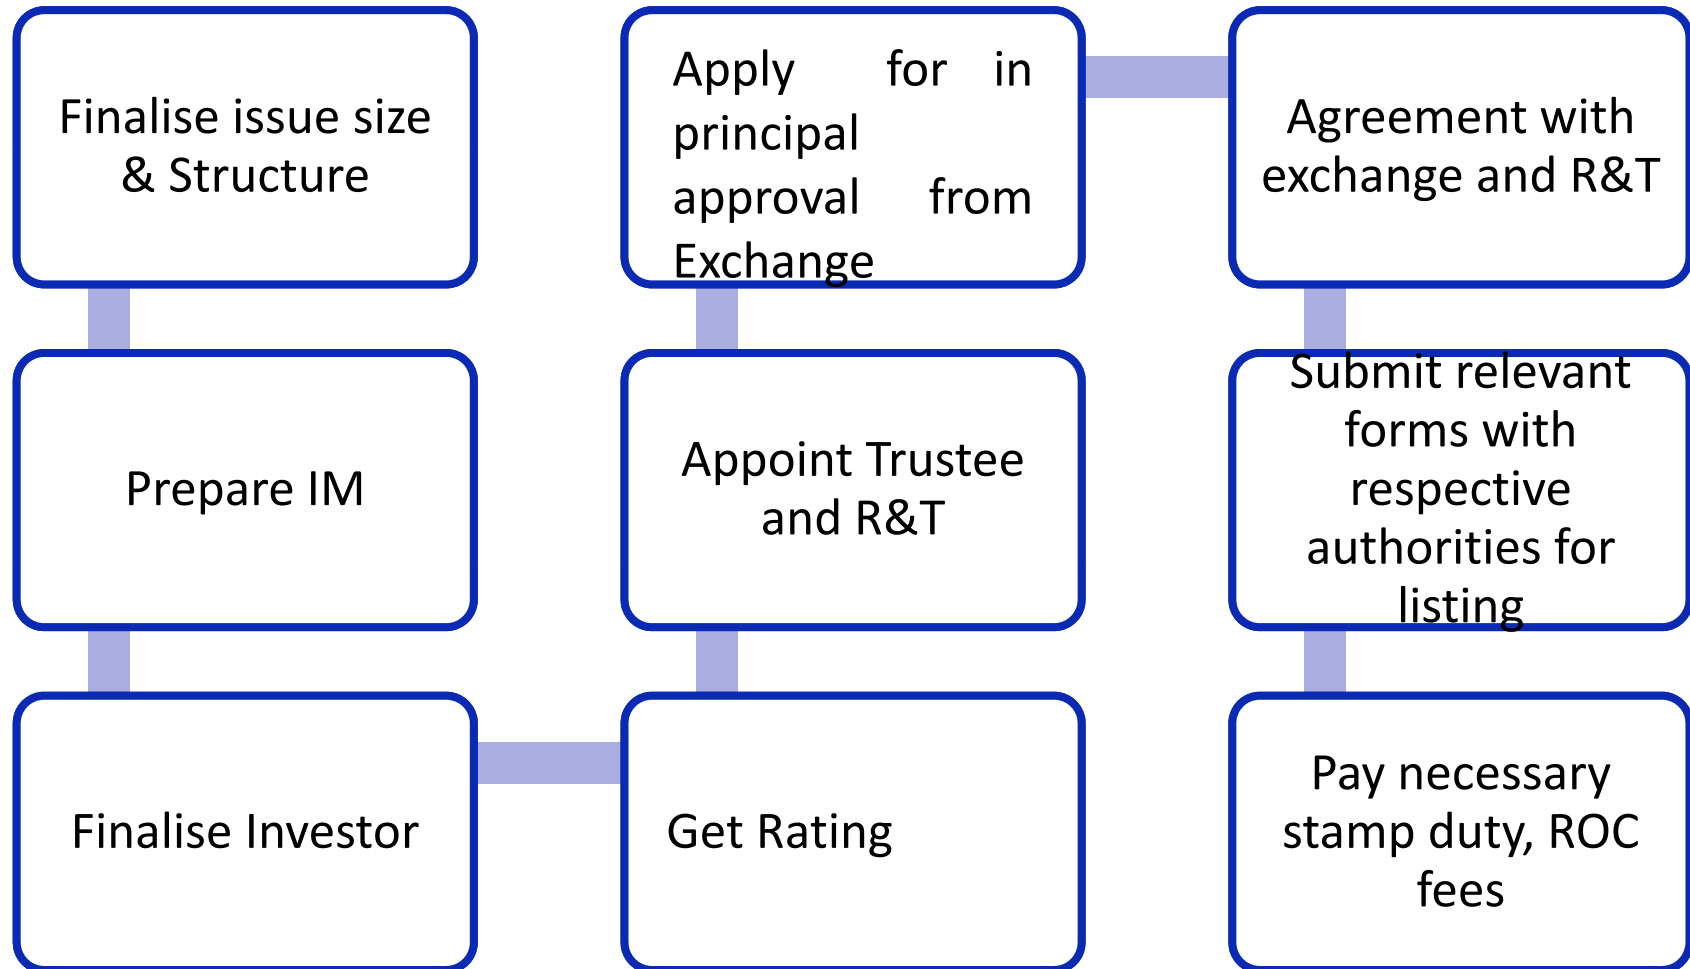 Finalise issue size
& Structure
Prepare IM
Finalise Investor
Get Rating
Appoint Trustee
and R&T
Apply for in
principal
approval from
Exchange
Agreement with
exchange and R&T
Submit relevant
forms with
respective
authorities for
listing
Pay necessary
stamp duty, ROC
fees